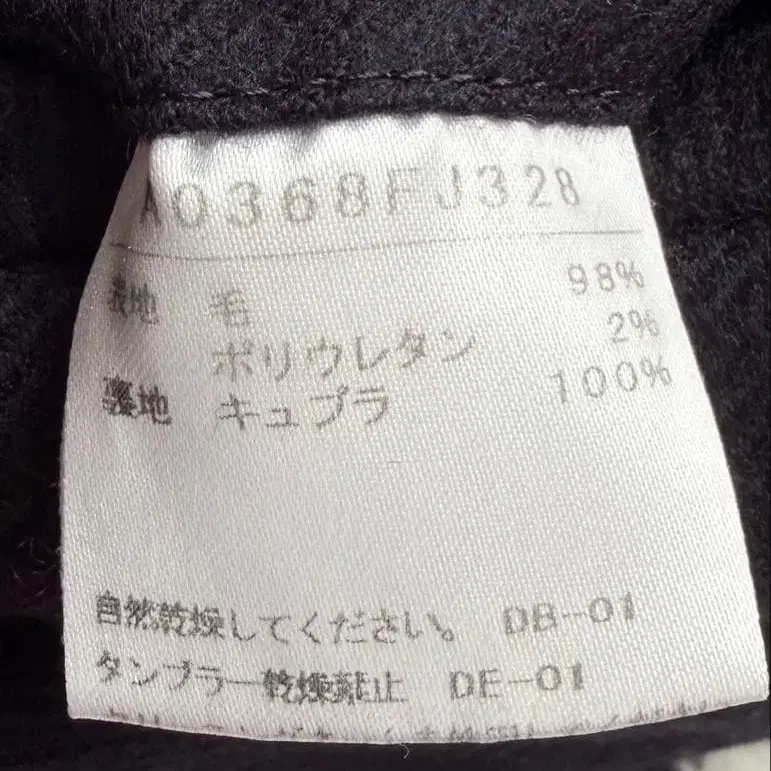 A0368FJ328
表地 毛 98%
ポリウレタン 2%
裏地 キュプラ 100%
自然乾燥してください。 DB-01
タンブラー乾燥禁止 DE-01